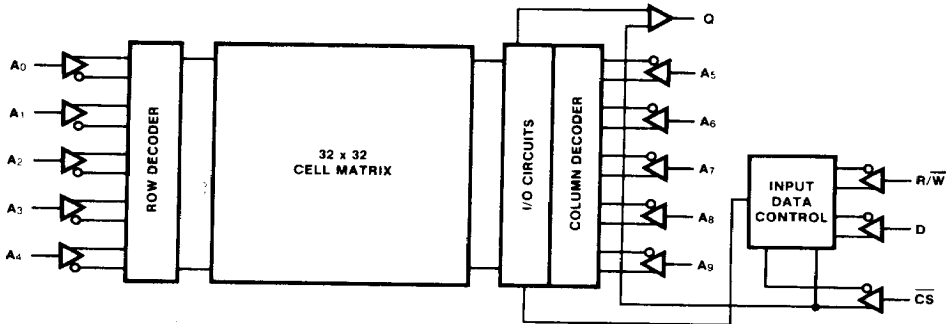 Q
A0
A1
A2
A3
A4
ROW DECODER
32 x 32
CELL MATRIX
I/O CIRCUITS
COLUMN DECODER
A5
A6
A7
A8
A9
INPUT
DATA
CONTROL
R/W̅
D
C̅S̅